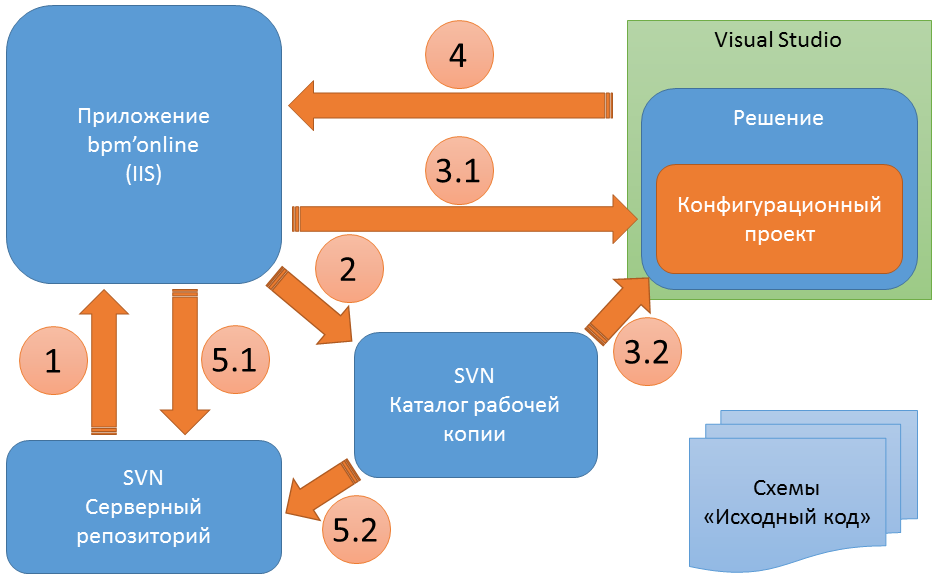 4
Visual Studio
Приложение
bpm’online
(IIS)
Решение
3.1
Конфигурационный
проект
2
1
5.1
3.2
SVN
Каталог рабочей
копии
SVN
Серверный
репозиторий
5.2
Схемы
«Исходный код»